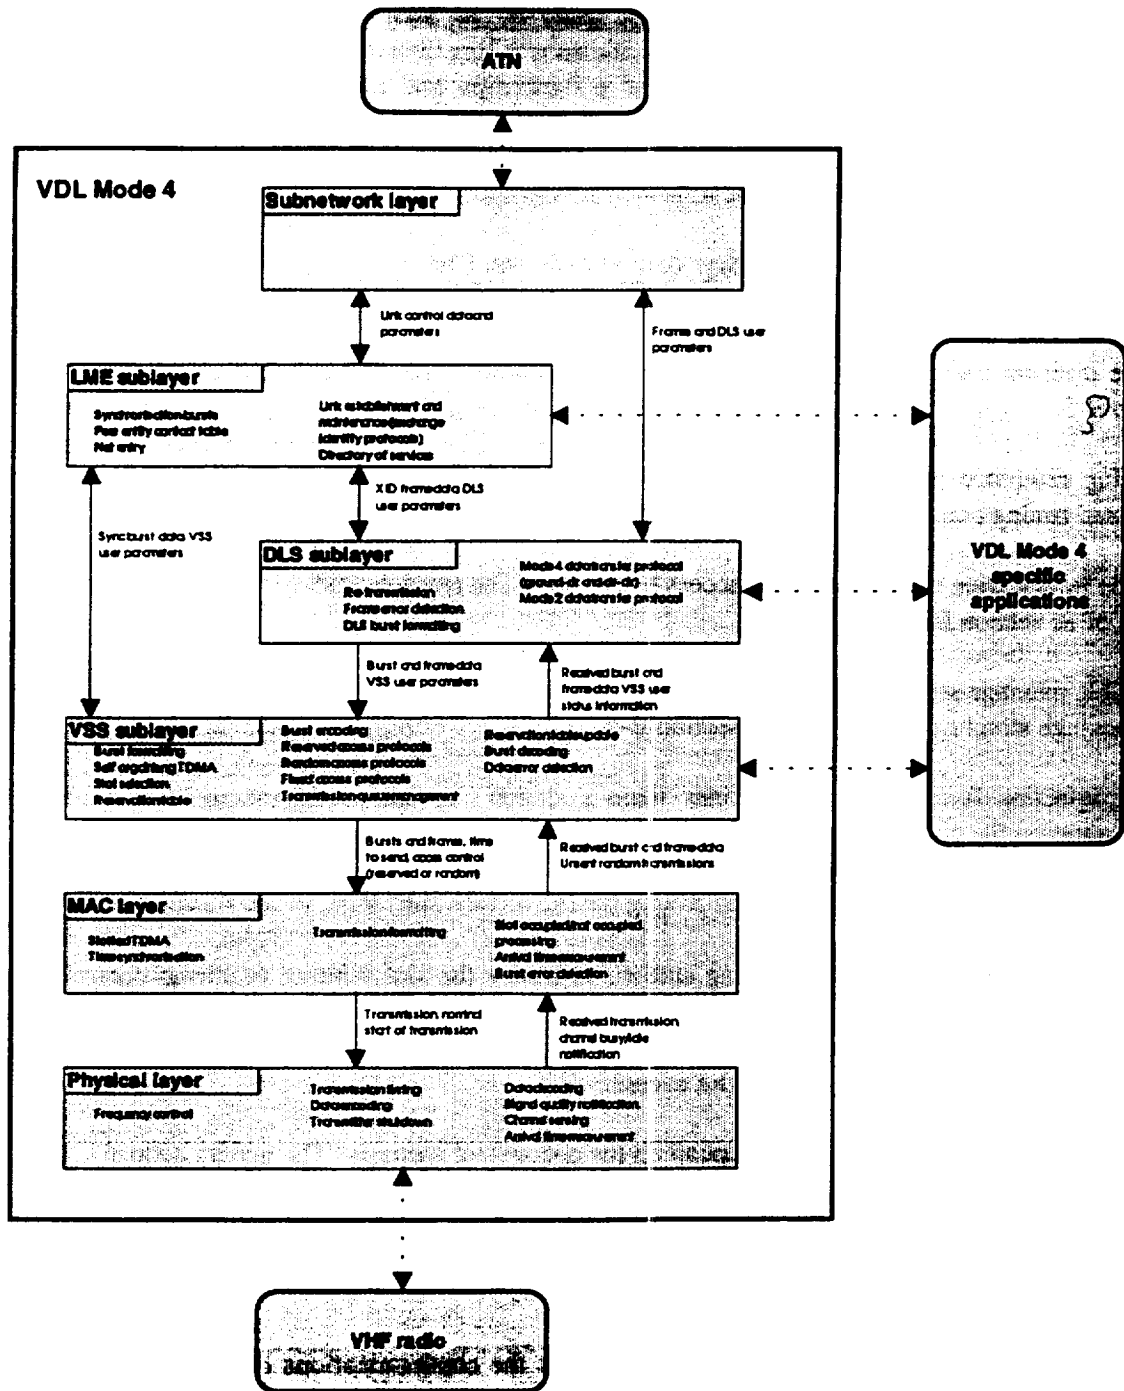 ATN
VDL Mode 4
Subnetwork layer
Link control data and
parameters
Frames and DLS user
parameters
LME sublayer
Synchronisation bursts
Peer entity contact table
Net entry
Link establishment and
maintenance (exchange
identity protocols)
Directory of services
XID frame data DLS
user parameters
Sync burst data VSS
user parameters
DLS sublayer
Re-transmission
Frame error detection
DLS burst formatting
Mode 4 data transfer protocol
(ground-air and air-air)
Mode 2 data transfer protocol
VDL Mode 4
specific
applications
Burst and frame data
VSS user parameters
Received burst and
frame data VSS user
status information
VSS sublayer
Burst formatting
Self organising TDMA
Slot selection
Reservation table
Burst encoding
Reserved access protocols
Random access protocols
Fixed access protocols
Transmission queue management
Reservation table update
Burst decoding
Data error detection
Bursts and frames, time
to send, access control
(reserved or random)
Received burst and frame data
Unsent random transmissions
MAC layer
Slotted TDMA
Time synchronisation
Transmission formatting
Slot occupied/not occupied
processing
Arrival time measurement
Burst error detection
Transmission, nominal
start of transmission
Received transmission,
channel busy/idle
notification
Physical layer
Frequency control
Transmission timing
Data encoding
Transmitter shutdown
Data decoding
Signal quality notification
Channel sensing
Arrival time measurement
VHF radio